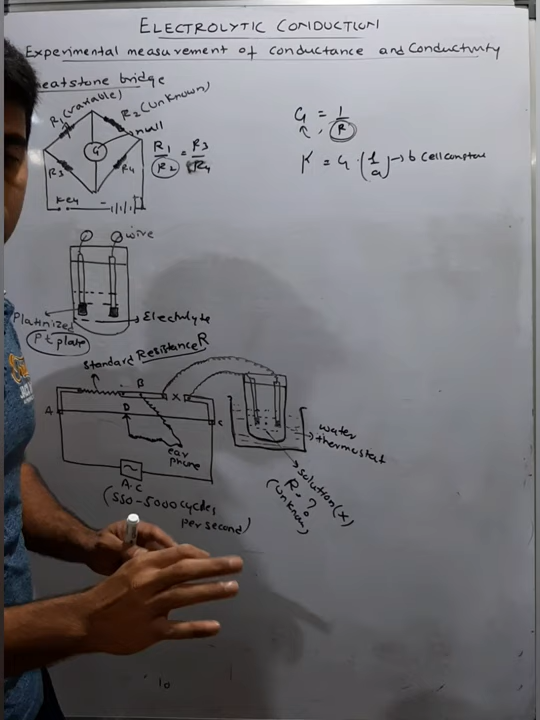 ELECTROLYTIC CONDUCTION
Experimental measurement of conductance and Conductivity
eatstone bridge
R1 (variable)
R2 (unknown)
null
G
R3
R4
R1/R2 = R3/R4
Key
G = 1/R
K = G · (l/a) → b Cell constant
wire
Platinized
Pt plate
Electrolyte
Standard Resistance R
A
B
X
D
C
ear
phone
A.C
(550-5000 cycles
per second)
water
thermostat
solution (X)
R = ?
(unknown)
10